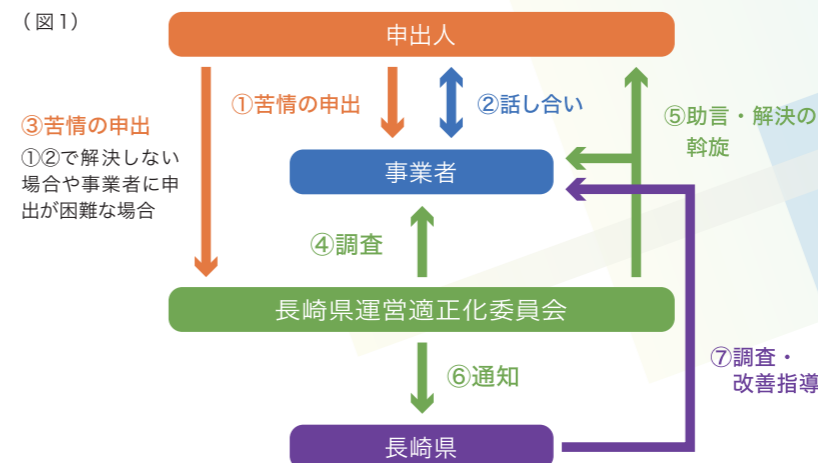 （図1）
申出人
①苦情の申出
②話し合い
③苦情の申出
①②で解決しない
場合や事業者に申
出が困難な場合
⑤助言・解決の
斡旋
事業者
④調査
長崎県運営適正化委員会
⑥通知
⑦調査・
改善指導
長崎県